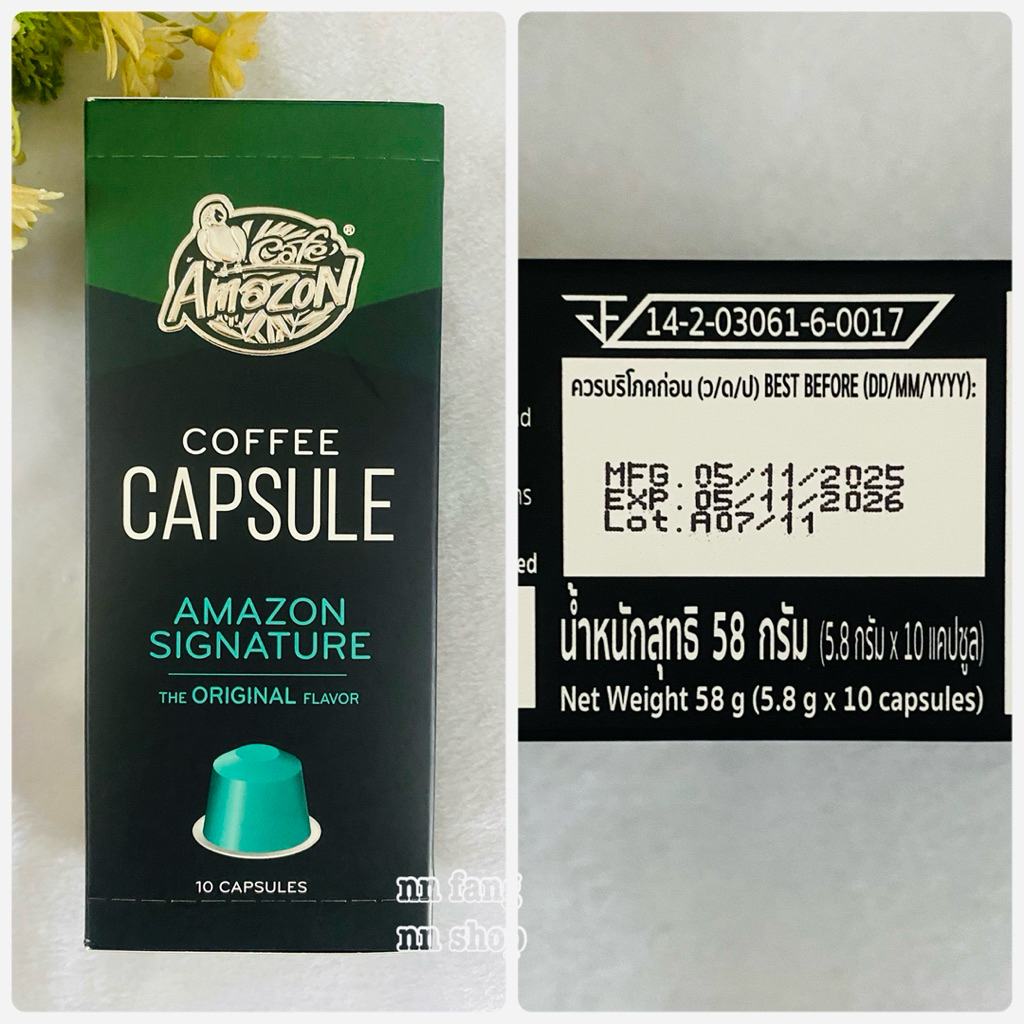 Café
Amazon
®
COFFEE
CAPSULE
AMAZON
SIGNATURE
THE ORIGINAL FLAVOR
10 CAPSULES
nn fang
nn shop
14-2-03061-6-0017
ควรบริโภคก่อน (ว/ด/ป) BEST BEFORE (DD/MM/YYYY):
MFG. 05/11/2025
EXP. 05/11/2026
Lot.A07/11
น้ำหนักสุทธิ 58 กรัม (5.8 กรัม x 10 แคปซูล)
Net Weight 58 g (5.8 g x 10 capsules)